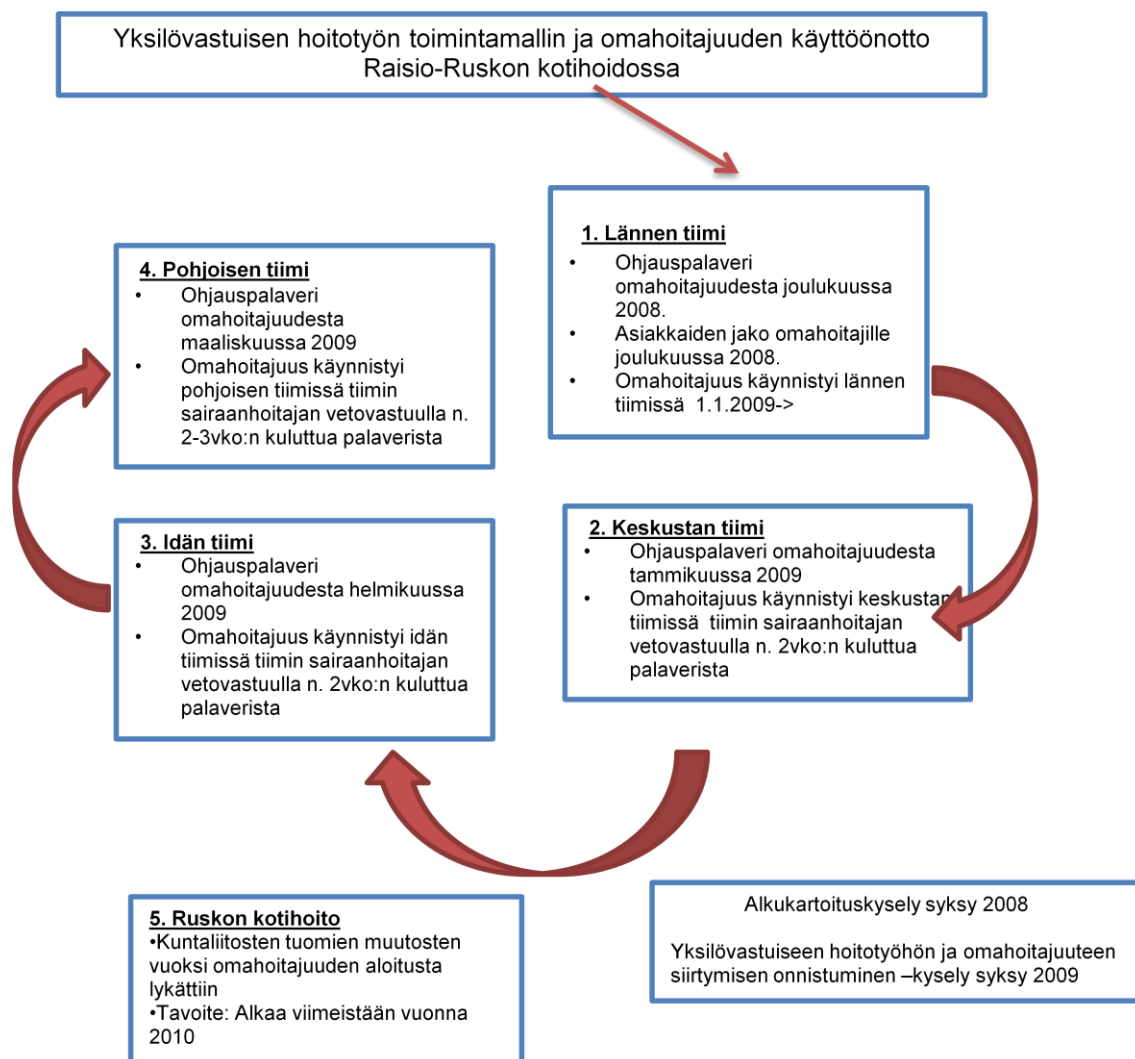 Yksilövastuisen hoitotyön toimintamallin ja omahoitajuuden käyttöönotto
Raisio-Ruskon kotihoidossa
1. Lännen tiimi
• Ohjauspalaveri
omahoitajuudesta joulukuussa
2008.
• Asiakkaiden jako omahoitajille
joulukuussa 2008.
• Omahoitajuus käynnistyi lännen
tiimissä 1.1.2009->
2. Keskustan tiimi
• Ohjauspalaveri omahoitajuudesta
tammikuussa 2009
• Omahoitajuus käynnistyi keskustan
tiimissä tiimin sairaanhoitajan
vetovastuulla n. 2vko:n kuluttua
palaverista
3. Idän tiimi
• Ohjauspalaveri
omahoitajuudesta helmikuussa
2009
• Omahoitajuus käynnistyi idän
tiimissä tiimin sairaanhoitajan
vetovastuulla n. 2vko:n kuluttua
palaverista
4. Pohjoisen tiimi
• Ohjauspalaveri
omahoitajuudesta
maaliskuussa 2009
• Omahoitajuus käynnistyi
pohjoisen tiimissä tiimin
sairaanhoitajan vetovastuulla n.
2-3vko:n kuluttua palaverista
5. Ruskon kotihoito
•Kuntaliitosten tuomien muutosten
vuoksi omahoitajuuden aloitusta
lykättiin
•Tavoite: Alkaa viimeistään vuonna
2010
Alkukartoituskysely syksy 2008
Yksilövastuiseen hoitotyöhön ja omahoitajuuteen
siirtymisen onnistuminen –kysely syksy 2009